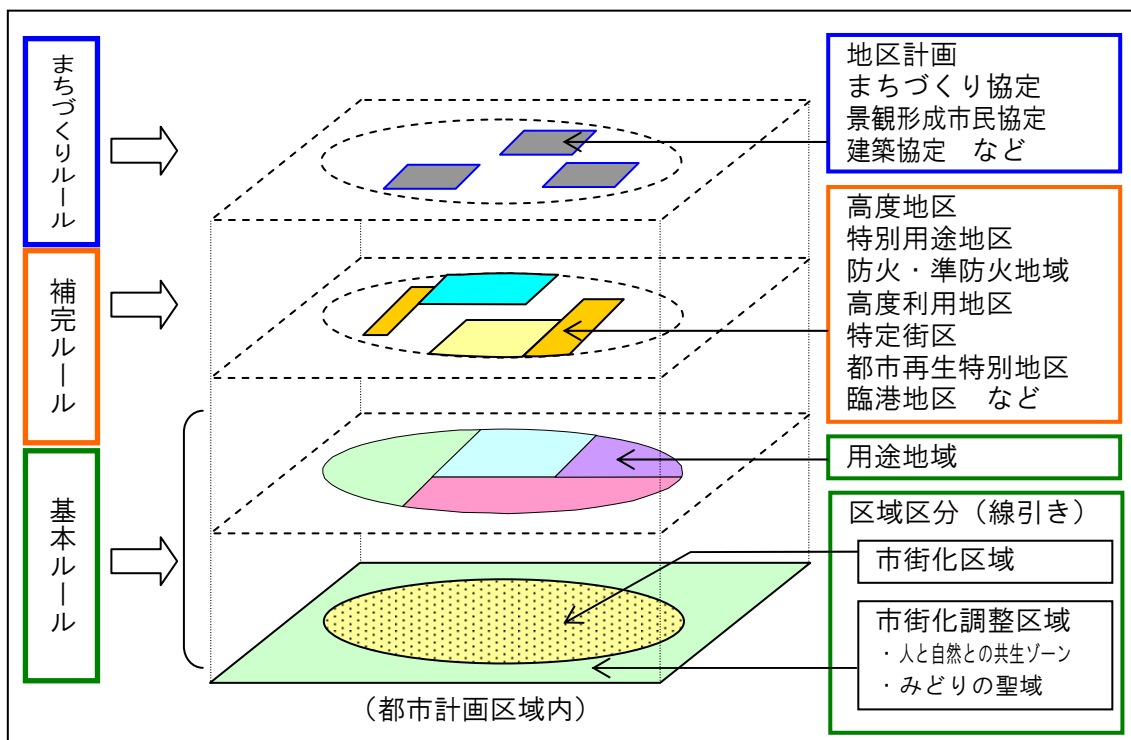 まちづくりルール
地区計画
まちづくり協定
景観形成市民協定
建築協定　など
補完ルール
高度地区
特別用途地区
防火・準防火地域
高度利用地区
特定街区
都市再生特別地区
臨港地区　など
基本ルール
用途地域
区域区分（線引き）
市街化区域
市街化調整区域
・人と自然との共生ゾーン
・みどりの聖域
（都市計画区域内）